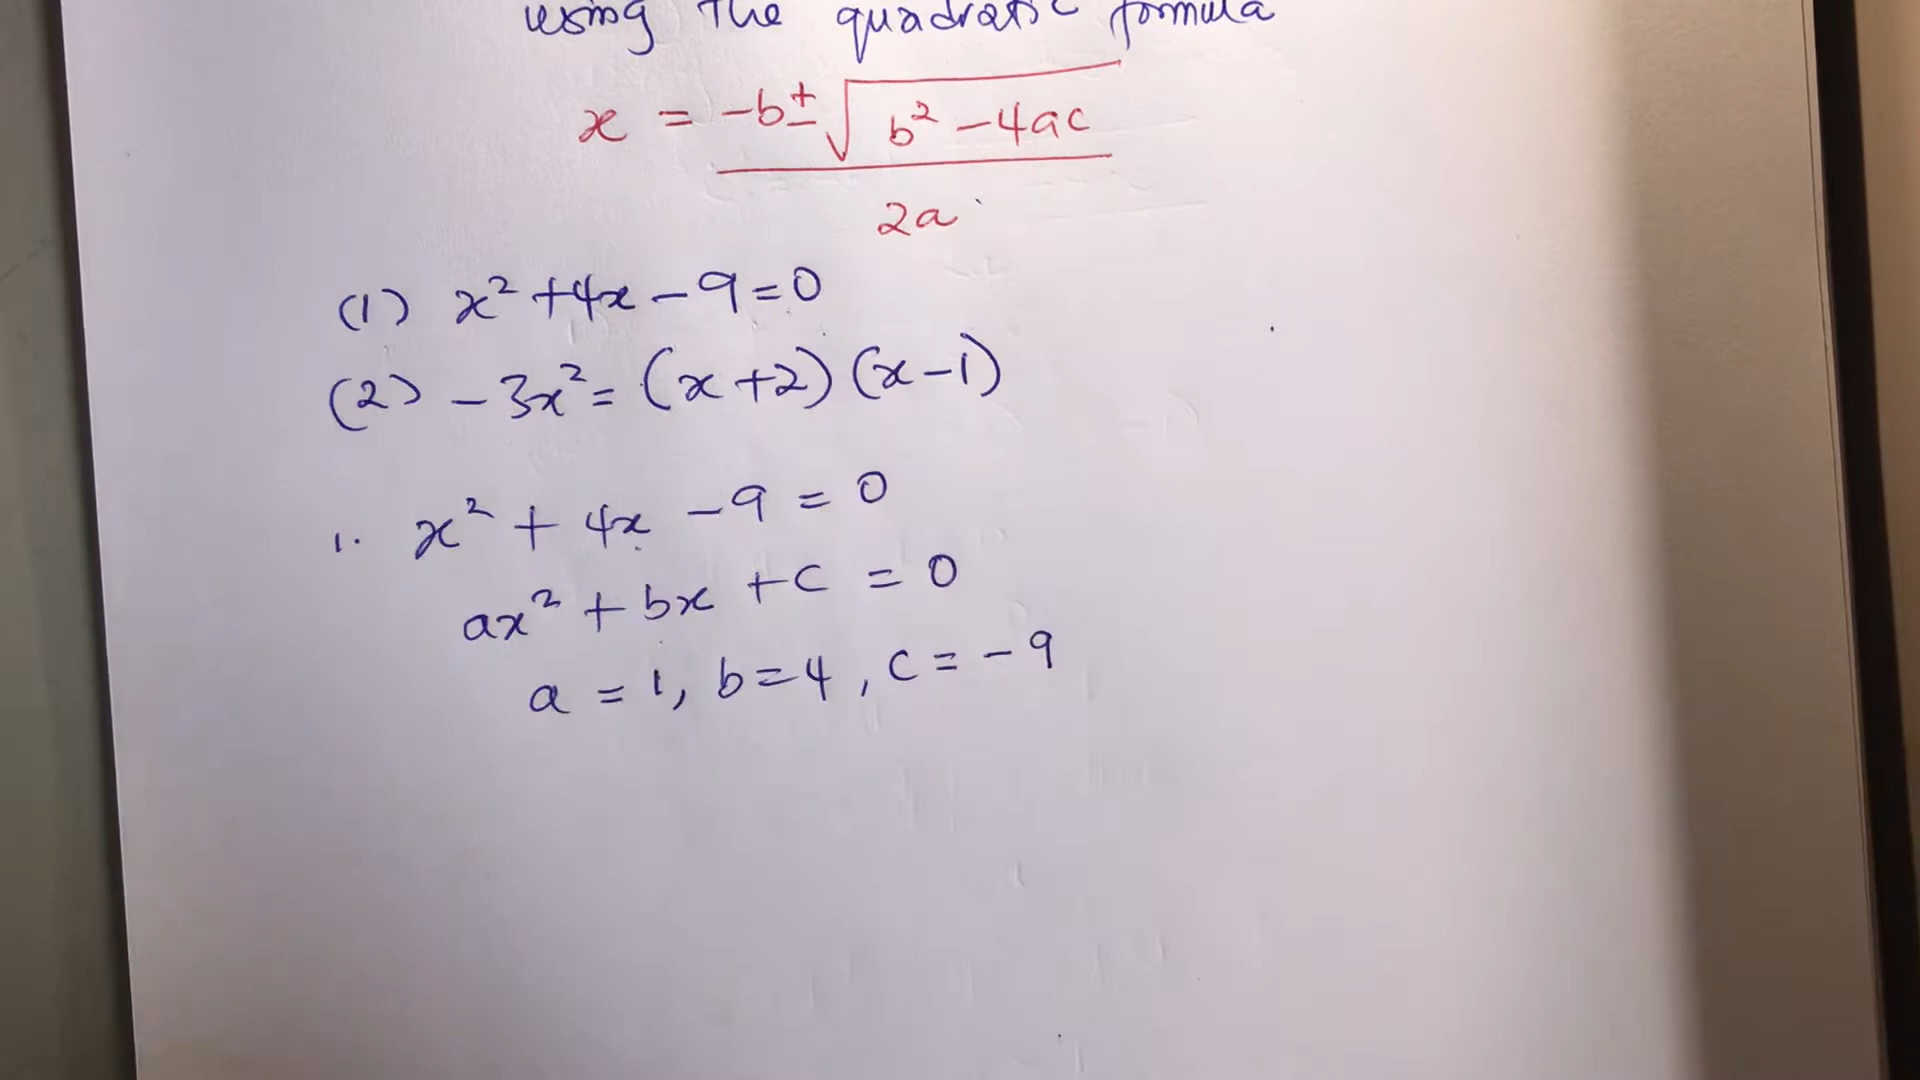 using the quadratic formula
x = -b ± √(b² - 4ac) / 2a
(1) x² + 4x - 9 = 0
(2) - 3x² = (x + 2) (x - 1)
1. x² + 4x - 9 = 0
ax² + bx + c = 0
a = 1, b = 4, c = - 9